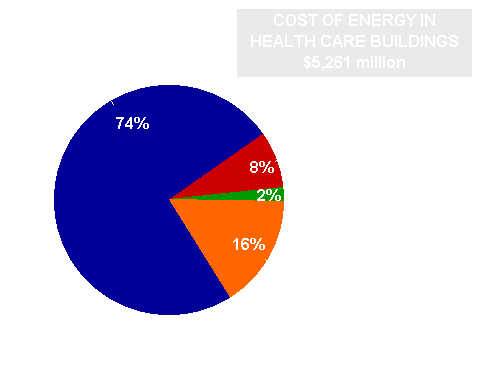 COST OF ENERGY IN
HEALTH CARE BUILDINGS
$5,261 million
74%
8%
2%
16%